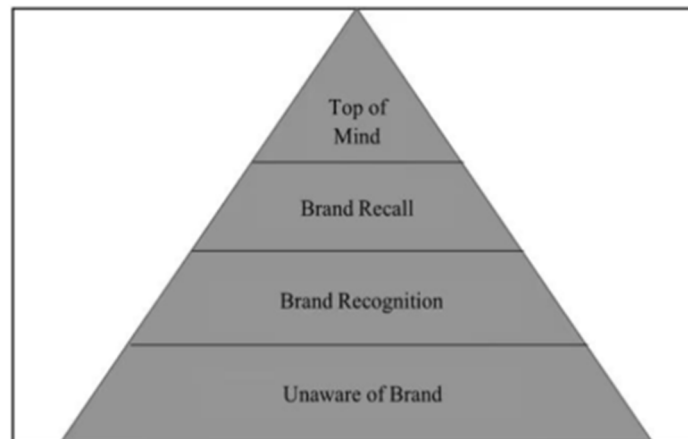 Top of
Mind
Brand Recall
Brand Recognition
Unaware of Brand